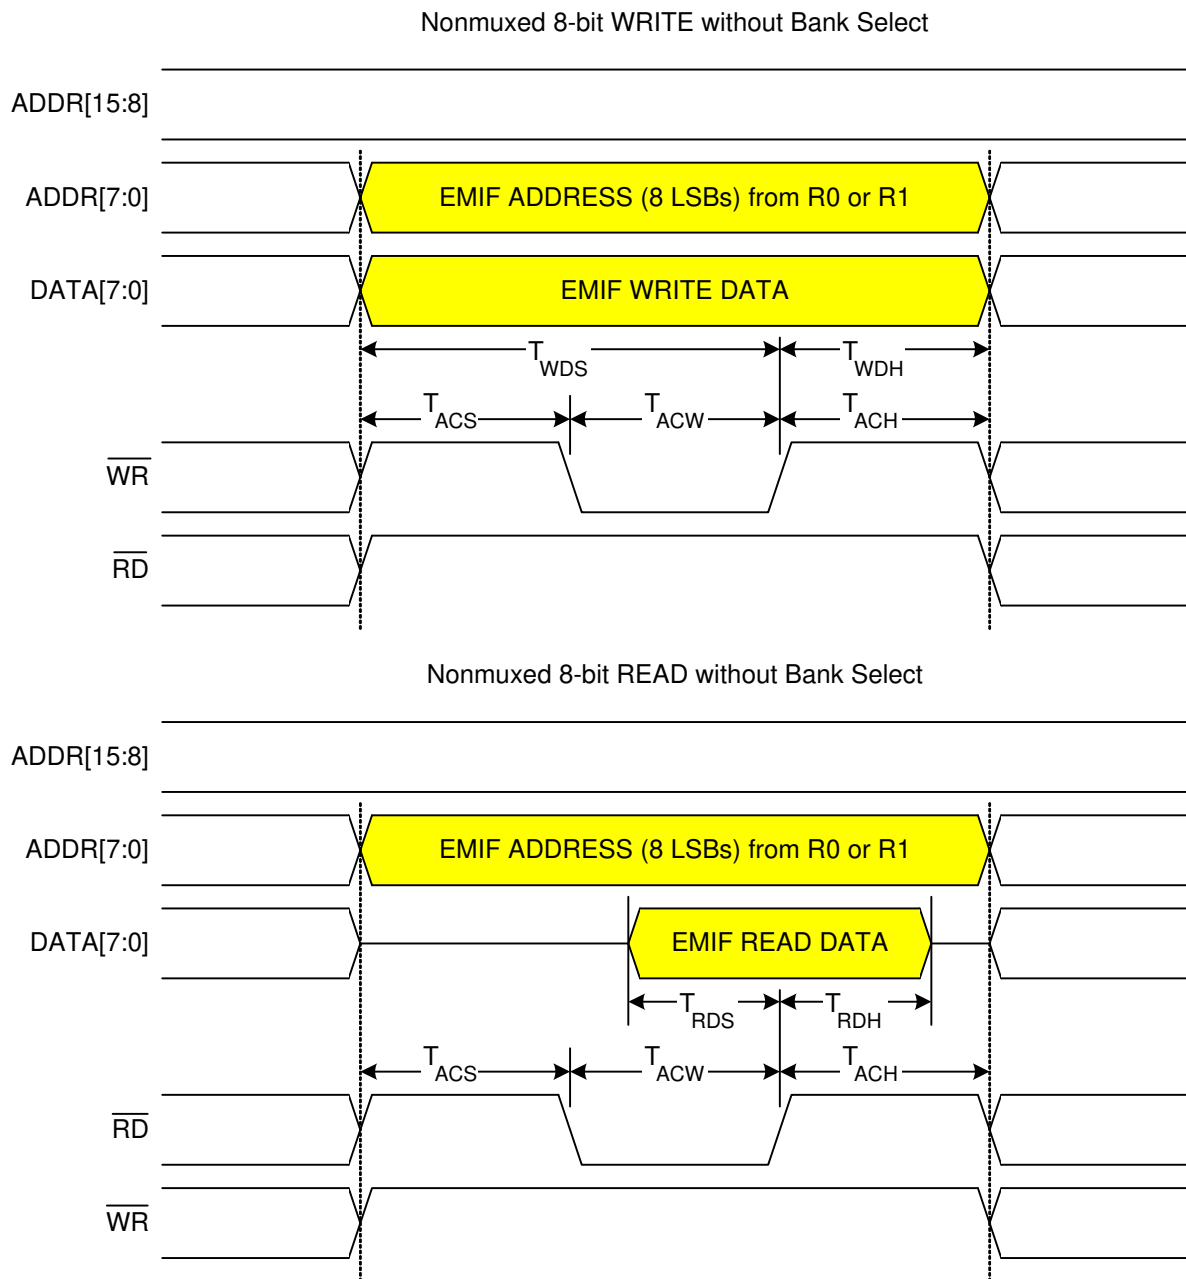 Nonmuxed 8-bit WRITE without Bank Select
ADDR[15:8]
ADDR[7:0]
EMIF ADDRESS (8 LSBs) from R0 or R1
DATA[7:0]
EMIF WRITE DATA
TWDS TWDH
TACS TACW TACH
WR
RD
Nonmuxed 8-bit READ without Bank Select
ADDR[15:8]
ADDR[7:0]
EMIF ADDRESS (8 LSBs) from R0 or R1
DATA[7:0]
EMIF READ DATA
TRDS TRDH
TACS TACW TACH
RD
WR